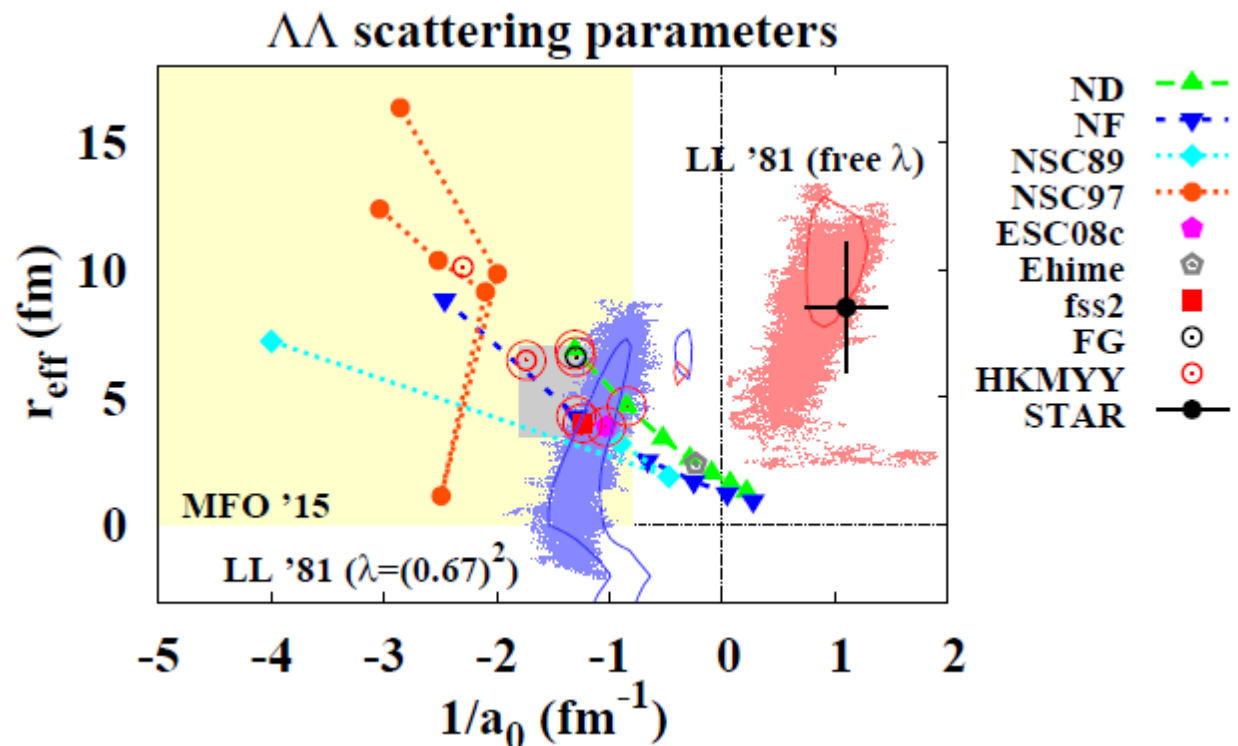 ΛΛ scattering parameters
15
10
5
0
r_eff (fm)
LL '81 (free λ)
MFO '15
LL '81 (λ=(0.67)²)
-5 -4 -3 -2 -1 0 1 2
1/a₀ (fm⁻¹)
ND
NF
NSC89
NSC97
ESC08c
Ehime
fss2
FG
HKMYY
STAR